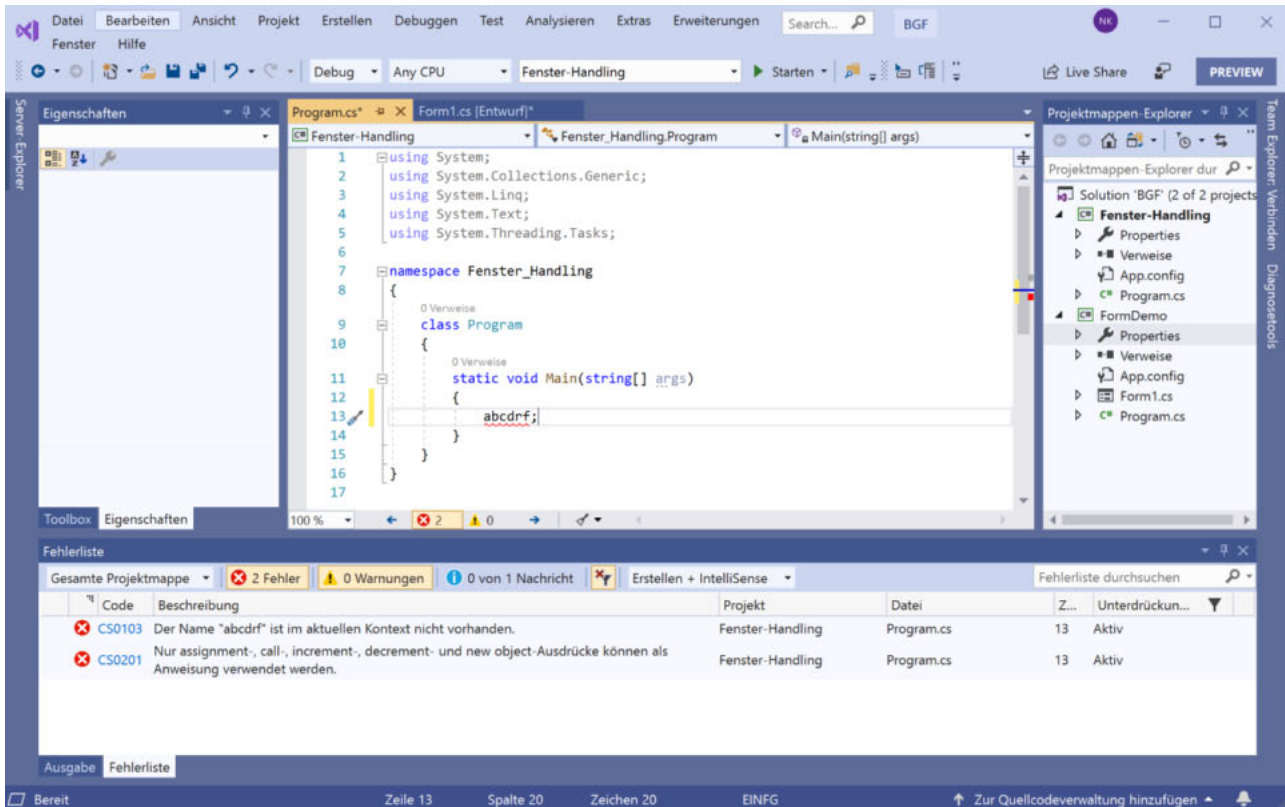 Datei Bearbeiten Ansicht Projekt Erstellen Debuggen Test Analysieren Extras Erweiterungen Search... BGF NK
Fenster Hilfe
Debug Any CPU Fenster-Handling Starten Live Share PREVIEW
Server-Explorer
Eigenschaften
Toolbox Eigenschaften
Program.cs* Form1.cs [Entwurf]*
Fenster-Handling Fenster_Handling.Program Main(string[] args)
1 using System;
2 using System.Collections.Generic;
3 using System.Linq;
4 using System.Text;
5 using System.Threading.Tasks;
6
7 namespace Fenster_Handling
8 {
0 Verweise
9 class Program
10 {
0 Verweise
11 static void Main(string[] args)
12 {
13 abcdrf;
14 }
15 }
16 }
17
100 % 2 0
Projektmappen-Explorer
Projektmappen-Explorer dur
Solution 'BGF' (2 of 2 projects
Fenster-Handling
Properties
Verweise
App.config
Program.cs
FormDemo
Properties
Verweise
App.config
Form1.cs
Program.cs
Team Explorer: Verbinden Diagnosetools
Fehlerliste
Gesamte Projektmappe 2 Fehler 0 Warnungen 0 von 1 Nachricht Erstellen + IntelliSense Fehlerliste durchsuchen
Code Beschreibung Projekt Datei Z... Unterdrückun...
CS0103 Der Name "abcdrf" ist im aktuellen Kontext nicht vorhanden. Fenster-Handling Program.cs 13 Aktiv
CS0201 Nur assignment-, call-, increment-, decrement- und new object-Ausdrücke können als Anweisung verwendet werden. Fenster-Handling Program.cs 13 Aktiv
Ausgabe Fehlerliste
Bereit Zeile 13 Spalte 20 Zeichen 20 EINFG Zur Quellcodeverwaltung hinzufügen